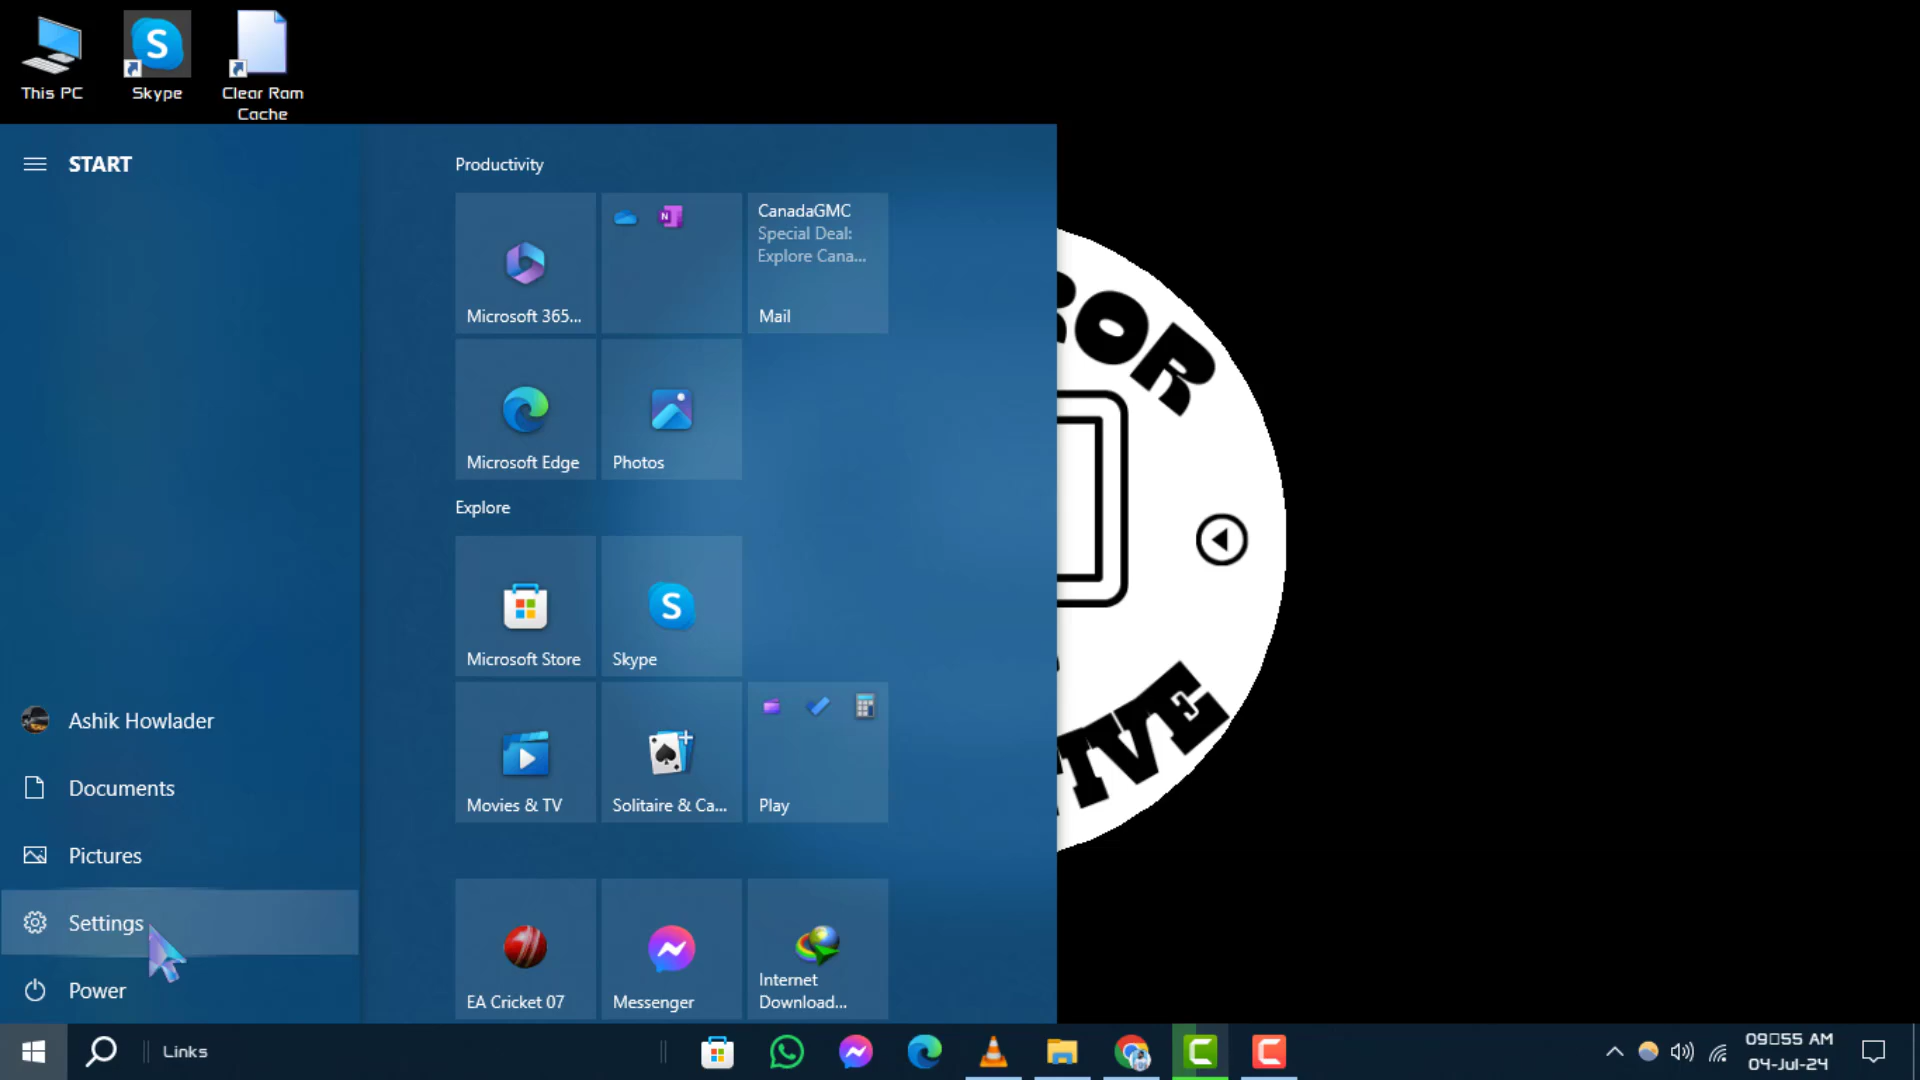 This PC
Skype
Clear Ram
Cache
START
Productivity
Microsoft 365...
CanadaGMC
Special Deal:
Explore Cana...
Mail
Microsoft Edge
Photos
Explore
Microsoft Store
Skype
Movies & TV
Solitaire & Ca...
Play
Ashik Howlader
Documents
Pictures
Settings
Power
EA Cricket 07
Messenger
Internet
Download...
Links
09▯55 AM
04-Jul-24